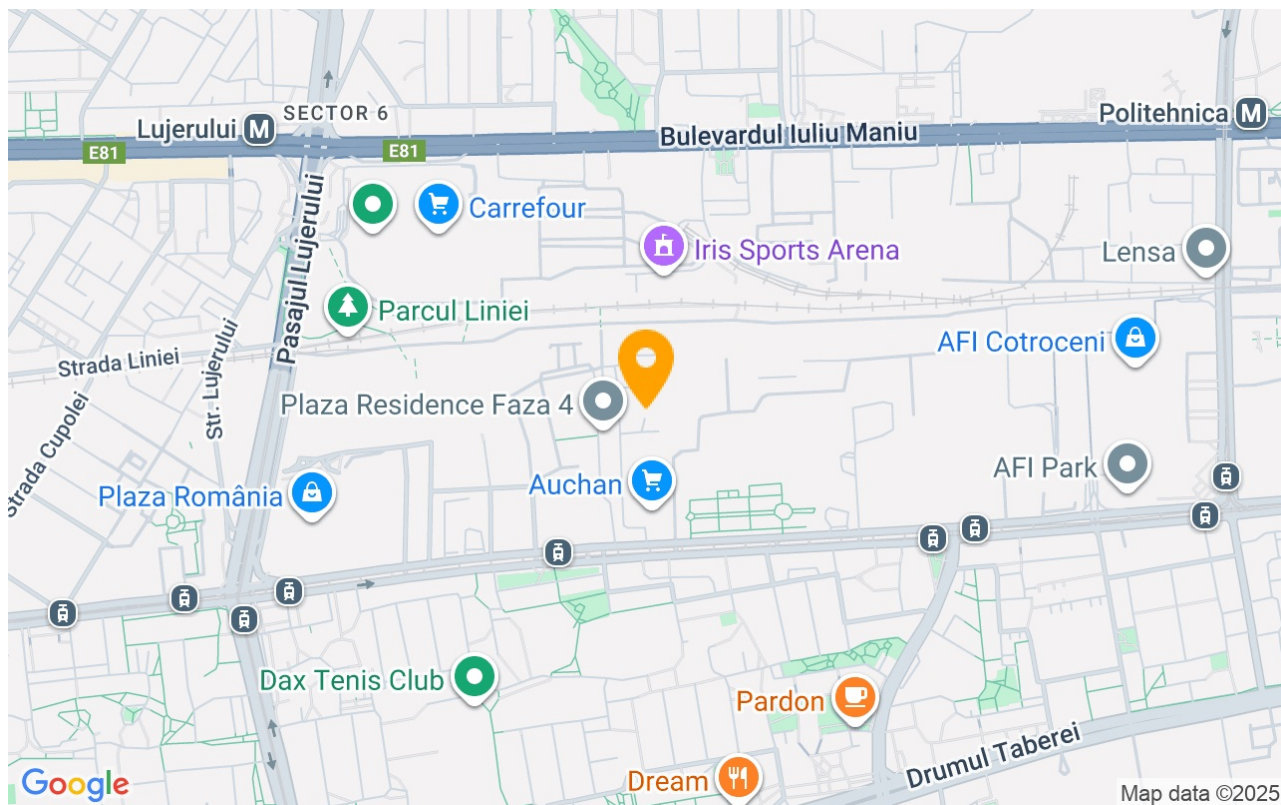 SECTOR 6
Lujerului M
Politehnica M
Bulevardul Iuliu Maniu
E81
E81
Pasajul Lujerului
Carrefour
Iris Sports Arena
Lensa
Parcul Liniei
AFI Cotroceni
Strada Liniei
Str. Lujerului
Strada Cupolei
Plaza Residence Faza 4
AFI Park
Auchan
Plaza România
Dax Tenis Club
Pardon
Drumul Taberei
Dream
Google
Map data ©2025